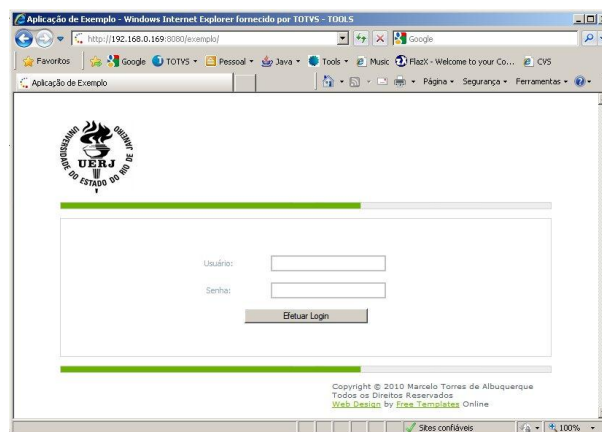 Aplicação de Exemplo - Windows Internet Explorer fornecido por TOTVS - TOOLS
http://192.168.0.169:8080/exemplo/
Google
Favoritos Google TOTVS Pessoal Java Tools Music FlazX - Welcome to your Co... CVS
Aplicação de Exemplo Página Segurança Ferramentas
UNIVERSIDADE DO ESTADO DO RIO DE JANEIRO
UERJ
Usuário:
Senha:
Efetuar Login
Copyright © 2010 Marcelo Torres de Albuquerque
Todos os Direitos Reservados
Web Design by Free Templates Online
Sites confiáveis 100%